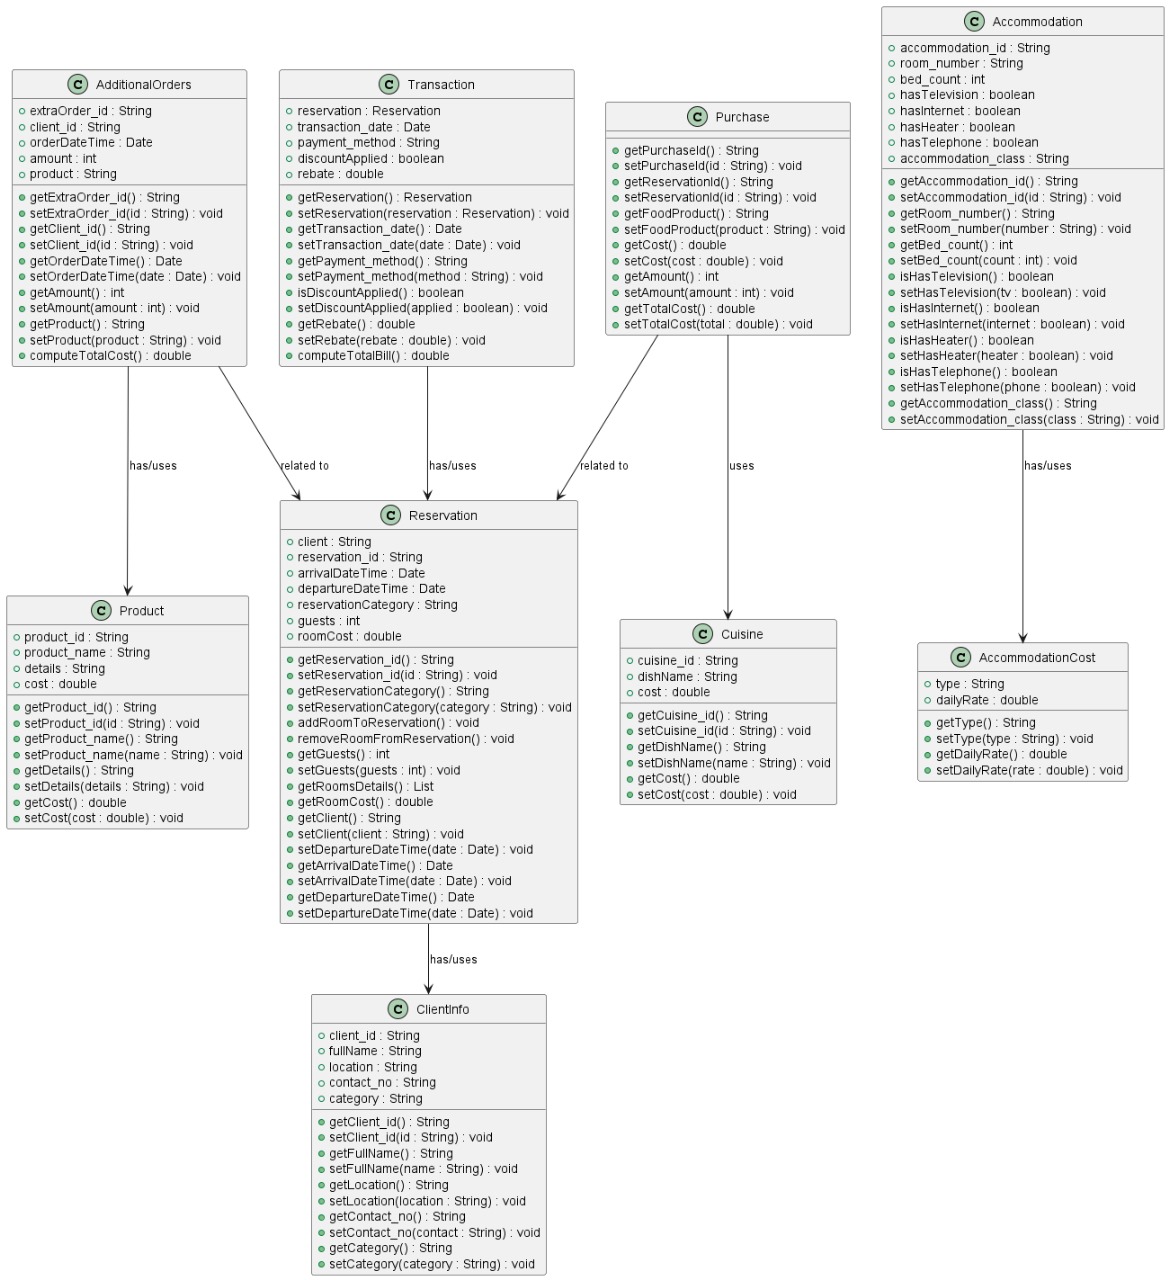 C AdditionalOrders
extraOrder_id : String
client_id : String
orderDateTime : Date
amount : int
product : String
getExtraOrder_id() : String
setExtraOrder_id(id : String) : void
getClient_id() : String
setClient_id(id : String) : void
getOrderDateTime() : Date
setOrderDateTime(date : Date) : void
getAmount() : int
setAmount(amount : int) : void
getProduct() : String
setProduct(product : String) : void
computeTotalCost() : double
C Transaction
reservation : Reservation
transaction_date : Date
payment_method : String
discountApplied : boolean
rebate : double
getReservation() : Reservation
setReservation(reservation : Reservation) : void
getTransaction_date() : Date
setTransaction_date(date : Date) : void
getPayment_method() : String
setPayment_method(method : String) : void
isDiscountApplied() : boolean
setDiscountApplied(applied : boolean) : void
getRebate() : double
setRebate(rebate : double) : void
computeTotalBill() : double
C Purchase
getPurchaseId() : String
setPurchaseId(id : String) : void
getReservationId() : String
setReservationId(id : String) : void
getFoodProduct() : String
setFoodProduct(product : String) : void
getCost() : double
setCost(cost : double) : void
getAmount() : int
setAmount(amount : int) : void
getTotalCost() : double
setTotalCost(total : double) : void
C Accommodation
accommodation_id : String
room_number : String
bed_count : int
hasTelevision : boolean
hasInternet : boolean
hasHeater : boolean
hasTelephone : boolean
accommodation_class : String
getAccommodation_id() : String
setAccommodation_id(id : String) : void
getRoom_number() : String
setRoom_number(number : String) : void
getBed_count() : int
setBed_count(count : int) : void
isHasTelevision() : boolean
setHasTelevision(tv : boolean) : void
isHasInternet() : boolean
setHasInternet(internet : boolean) : void
isHasHeater() : boolean
setHasHeater(heater : boolean) : void
isHasTelephone() : boolean
setHasTelephone(phone : boolean) : void
getAccommodation_class() : String
setAccommodation_class(class : String) : void
has/uses
related to
has/uses
related to
uses
has/uses
C Product
product_id : String
product_name : String
details : String
cost : double
getProduct_id() : String
setProduct_id(id : String) : void
getProduct_name() : String
setProduct_name(name : String) : void
getDetails() : String
setDetails(details : String) : void
getCost() : double
setCost(cost : double) : void
C Reservation
client : String
reservation_id : String
arrivalDateTime : Date
departureDateTime : Date
reservationCategory : String
guests : int
roomCost : double
getReservation_id() : String
setReservation_id(id : String) : void
getReservationCategory() : String
setReservationCategory(category : String) : void
addRoomToReservation() : void
removeRoomFromReservation() : void
getGuests() : int
setGuests(guests : int) : void
getRoomsDetails() : List
getRoomCost() : double
getClient() : String
setClient(client : String) : void
setDepartureDateTime(date : Date) : void
getArrivalDateTime() : Date
setArrivalDateTime(date : Date) : void
getDepartureDateTime() : Date
setDepartureDateTime(date : Date) : void
C Cuisine
cuisine_id : String
dishName : String
cost : double
getCuisine_id() : String
setCuisine_id(id : String) : void
getDishName() : String
setDishName(name : String) : void
getCost() : double
setCost(cost : double) : void
C AccommodationCost
type : String
dailyRate : double
getType() : String
setType(type : String) : void
getDailyRate() : double
setDailyRate(rate : double) : void
has/uses
C ClientInfo
client_id : String
fullName : String
location : String
contact_no : String
category : String
getClient_id() : String
setClient_id(id : String) : void
getFullName() : String
setFullName(name : String) : void
getLocation() : String
setLocation(location : String) : void
getContact_no() : String
setContact_no(contact : String) : void
getCategory() : String
setCategory(category : String) : void